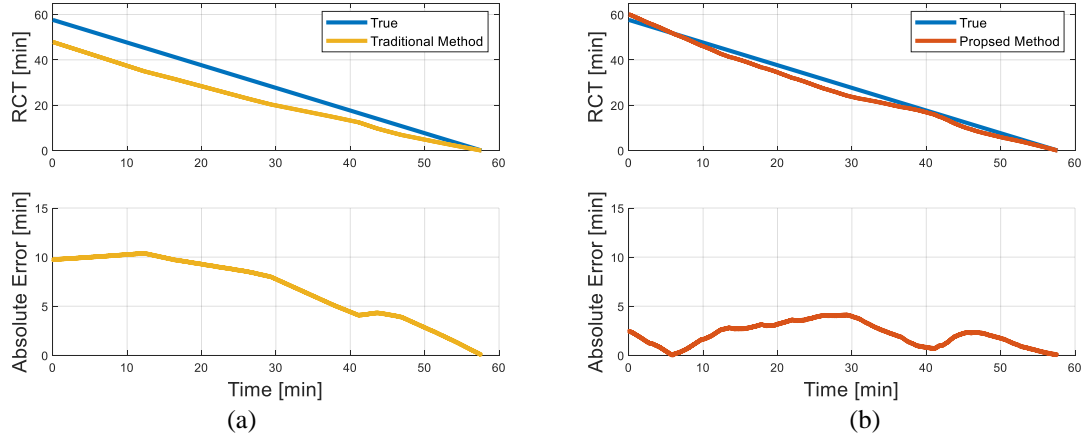 60
40
20
0
RCT [min]
True
Traditional Method
0 10 20 30 40 50 60
15
10
5
0
Absolute Error [min]
0 10 20 30 40 50 60
Time [min]
(a)
60
40
20
0
RCT [min]
True
Propsed Method
0 10 20 30 40 50 60
15
10
5
0
Absolute Error [min]
0 10 20 30 40 50 60
Time [min]
(b)